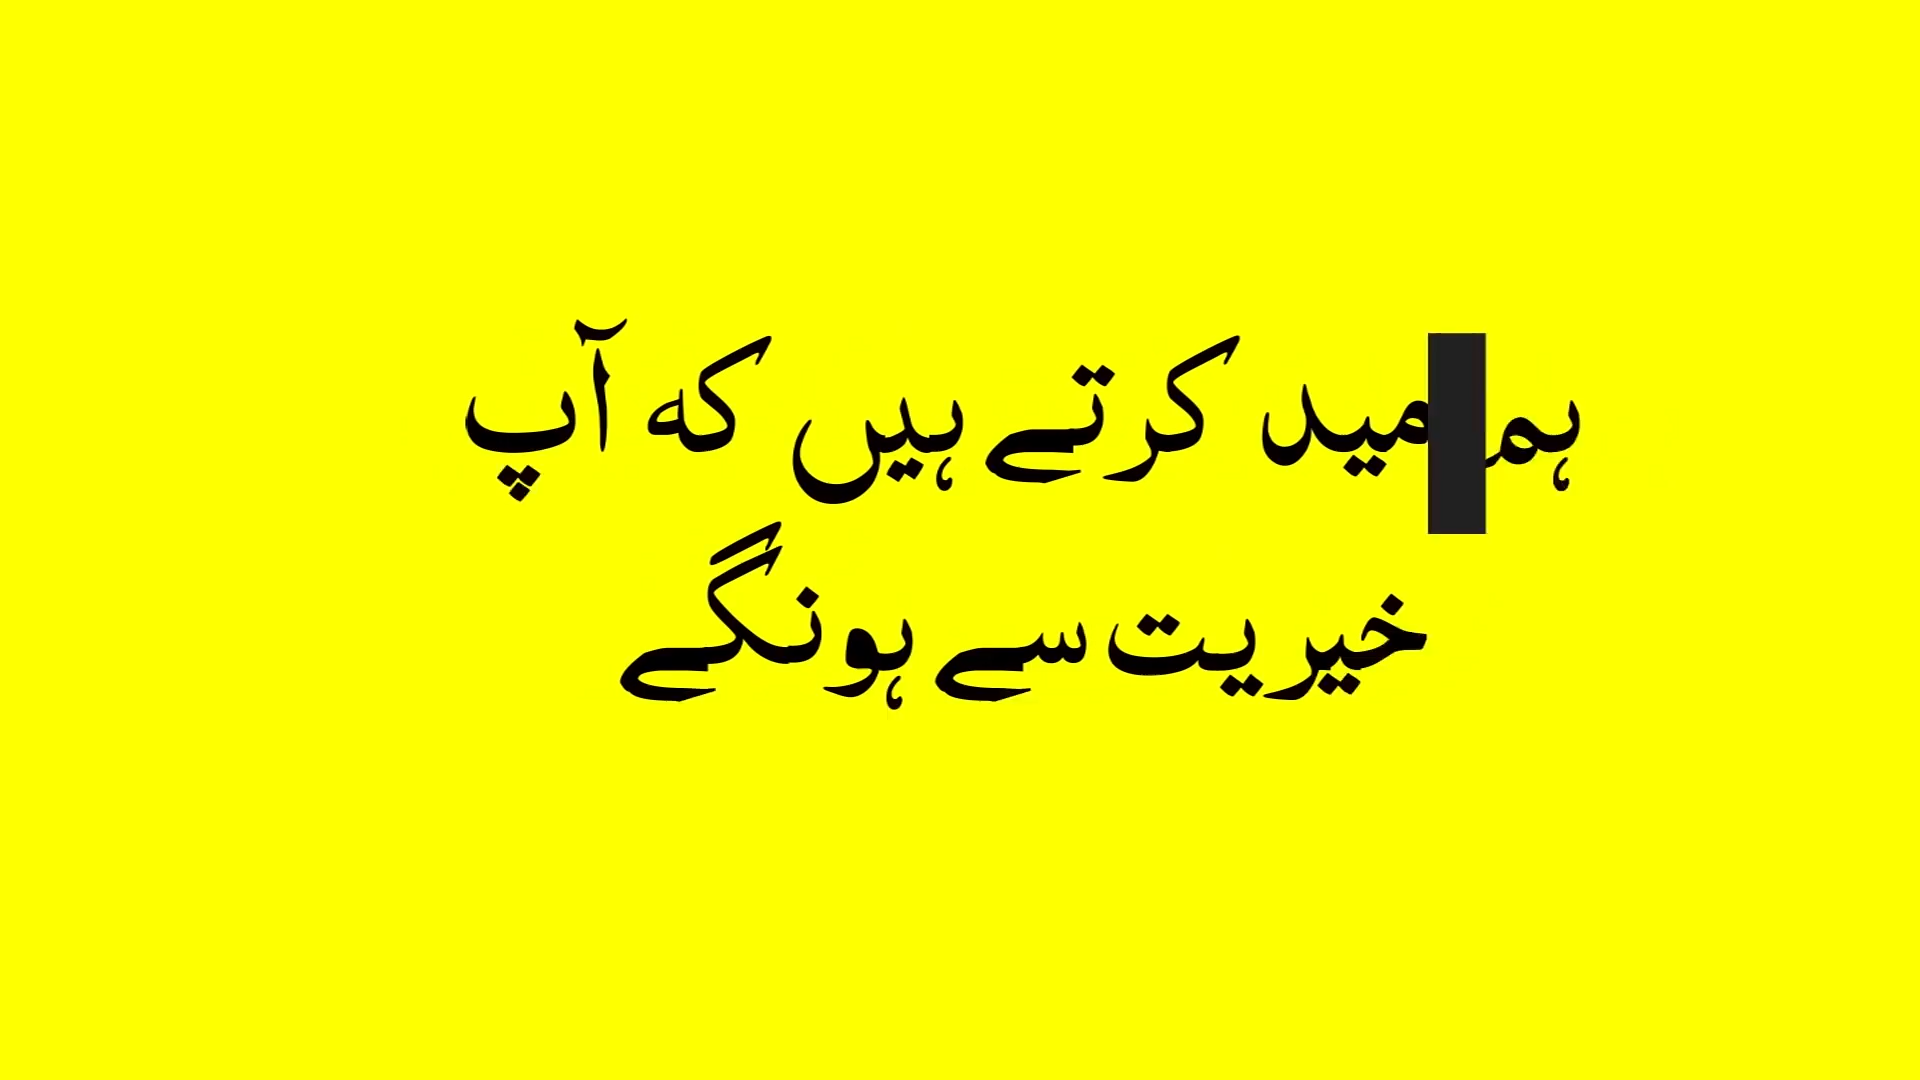 ہم مید کرتے ہیں کہ آپ
خیریت سے ہونگے